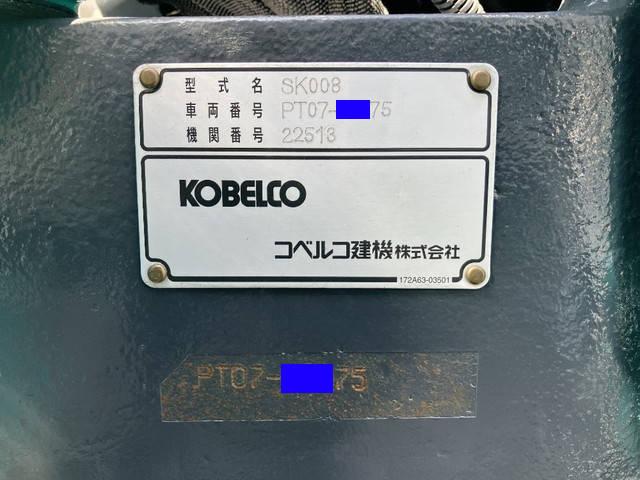 型式名 SK008
車両番号 PT07-75
機関番号 22513
KOBELCO
コベルコ建機株式会社
172A63-03501
PT07-75